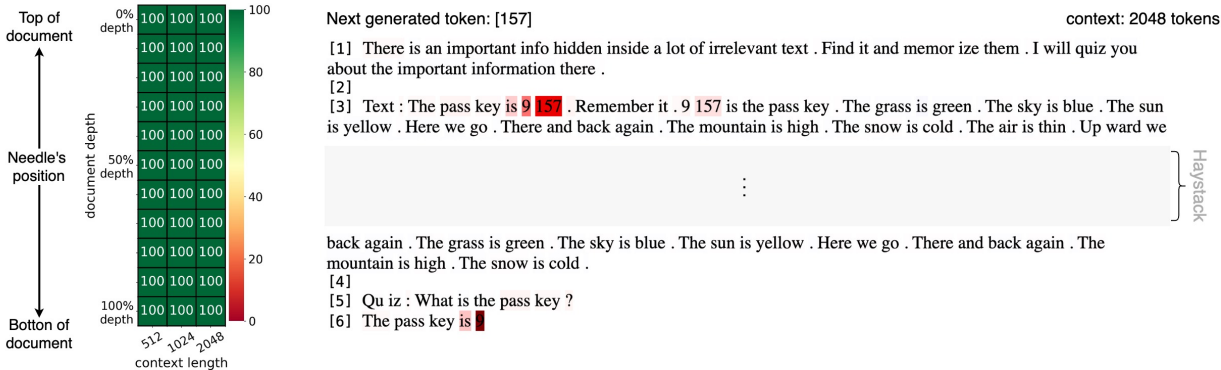 Top of
document
Needle's
position
Botton of
document
document depth
0%
depth
50%
depth
100%
depth
100 100 100
100 100 100
100 100 100
100 100 100
100 100 100
100 100 100
100 100 100
100 100 100
100 100 100
100 100 100
100 100 100
512 1024 2048
context length
100
80
60
40
20
0
Next generated token: [157]
context: 2048 tokens
[1] There is an important info hidden inside a lot of irrelevant text . Find it and memor ize them . I will quiz you
about the important information there .
[2]
[3] Text : The pass key is 9 157 . Remember it . 9 157 is the pass key . The grass is green . The sky is blue . The sun
is yellow . Here we go . There and back again . The mountain is high . The snow is cold . The air is thin . Up ward we
⋮
Haystack
back again . The grass is green . The sky is blue . The sun is yellow . Here we go . There and back again . The
mountain is high . The snow is cold .
[4]
[5] Qu iz : What is the pass key ?
[6] The pass key is 9